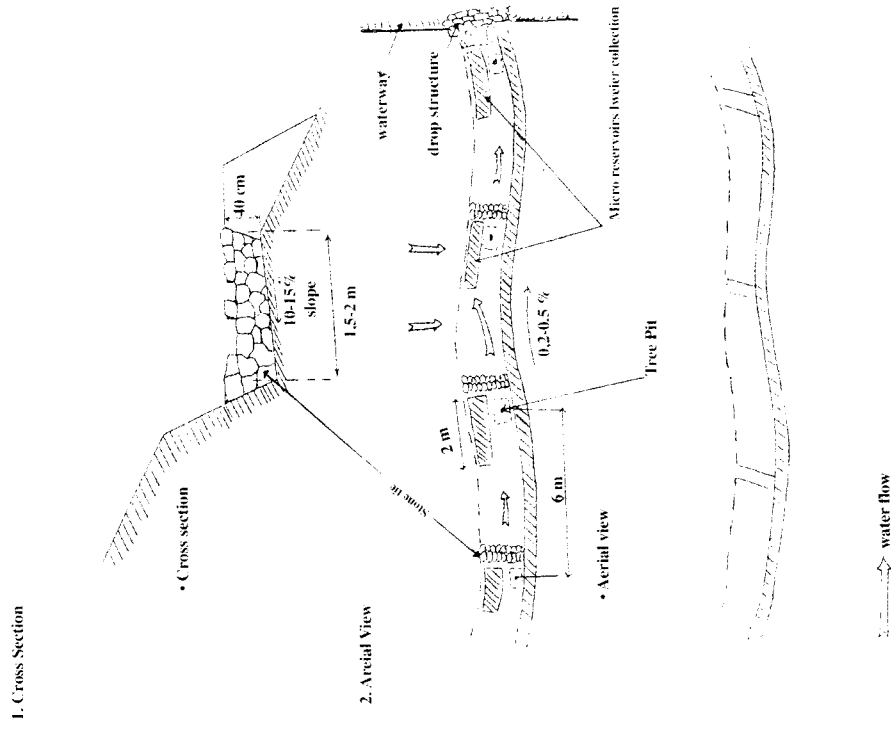 1. Cross Section
• Cross section
40 cm
10-15 %
slope
1,5-2 m
Stone tie
2. Areial View
waterway
drop structure
Micro reservoirs lweier collection
2 m
0,2-0.5 %
Tree Pit
6 m
• Aerial view
water flow